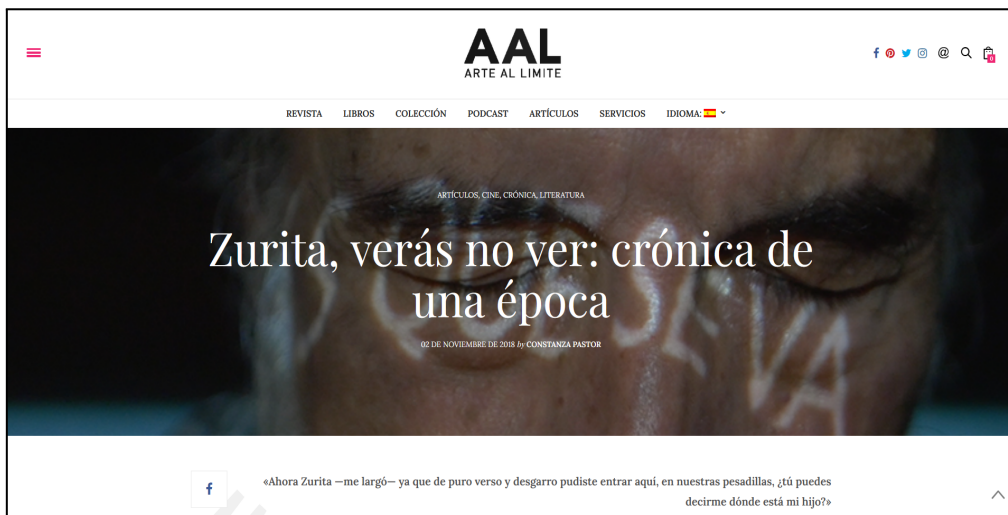 AAL
ARTE AL LIMITE
0
REVISTA LIBROS COLECCIÓN PODCAST ARTÍCULOS SERVICIOS IDIOMA:
ARTÍCULOS, CINE, CRÓNICA, LITERATURA
Zurita, verás no ver: crónica de
una época
02 DE NOVIEMBRE DE 2018 by CONSTANZA PASTOR
«Ahora Zurita —me largó— ya que de puro verso y desgarro pudiste entrar aquí, en nuestras pesadillas, ¿tú puedes
decirme dónde está mi hijo?»